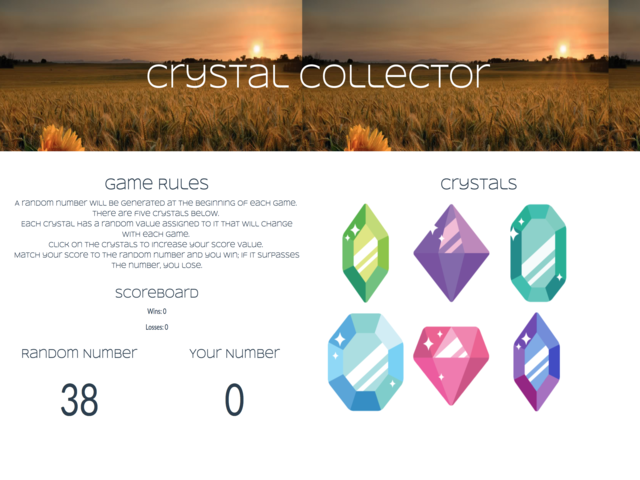 crystal collector
Game Rules
A random number will be generated at the beginning of each game.
There are five crystals below.
Each crystal has a random value assigned to it that will change
with each game.
Click on the crystals to increase your score value.
Match your score to the random number and you win; if it surpasses
the number, you lose.
Scoreboard
Wins: 0
Losses: 0
Random Number
Your Number
38
0
Crystals